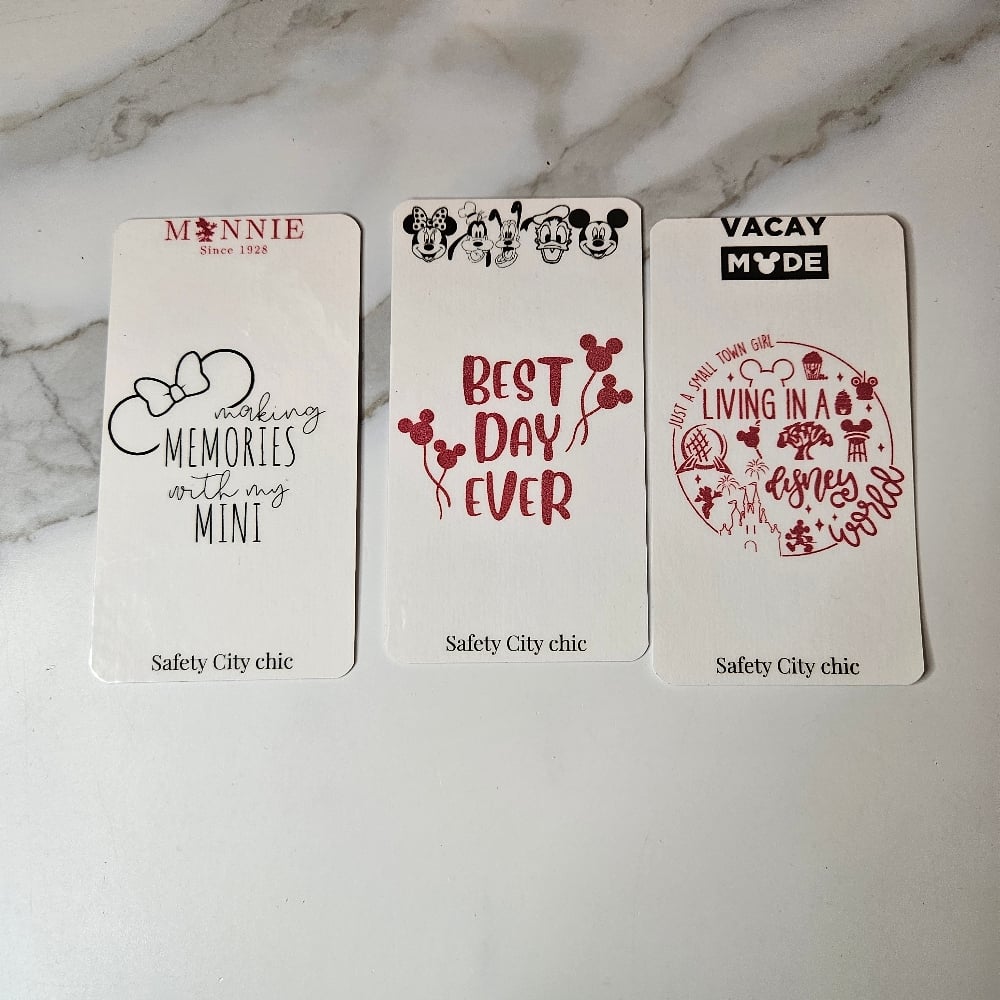 MINNIE
Since 1928
making
MEMORIES
with my
MINI
Safety City chic
BEST
DAY
EVER
Safety City chic
VACAY
MODE
JUST A SMALL TOWN GIRL
LIVING IN A
disney
world
Safety City chic